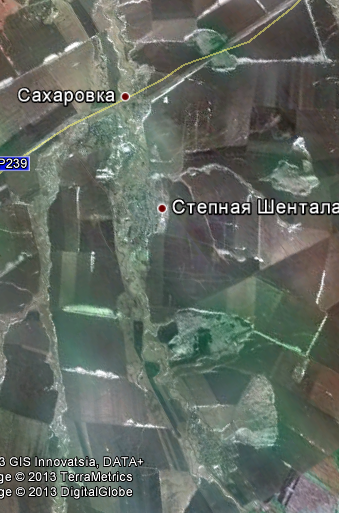 Сахаровка
P239
Степная Шентала
3 GIS Innovatsia, DATA+
ge © 2013 TerraMetrics
ge © 2013 DigitalGlobe